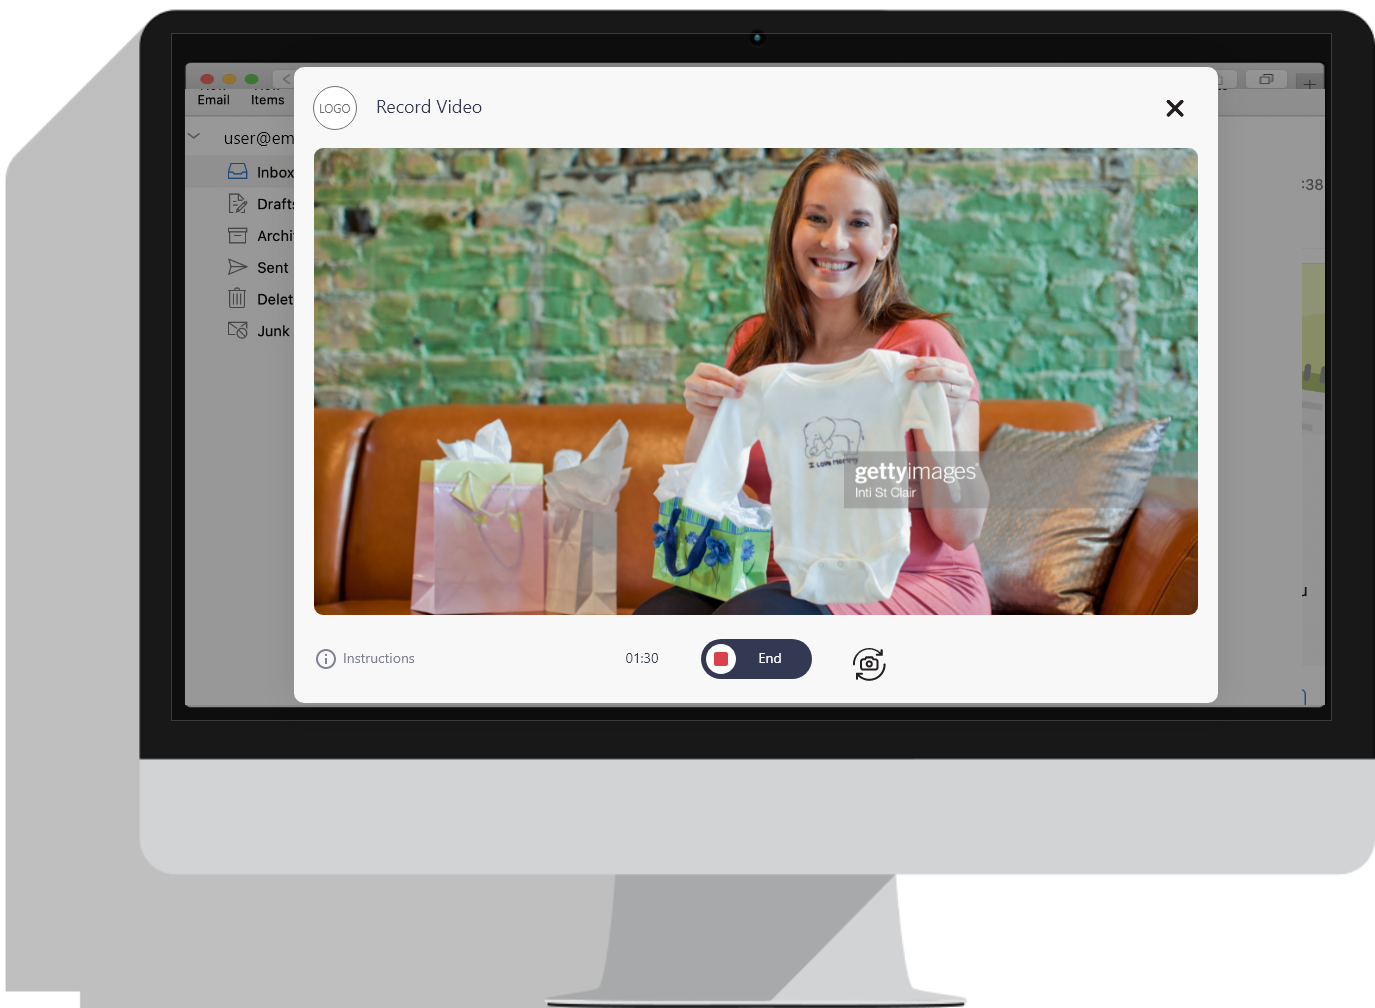 Email Items
LOGO
Record Video
user@em
Inbox
Drafts
Archi
Sent
Delet
Junk
:38
I Love Mommy
gettyimages
Inti St Clair
Instructions
01:30
End